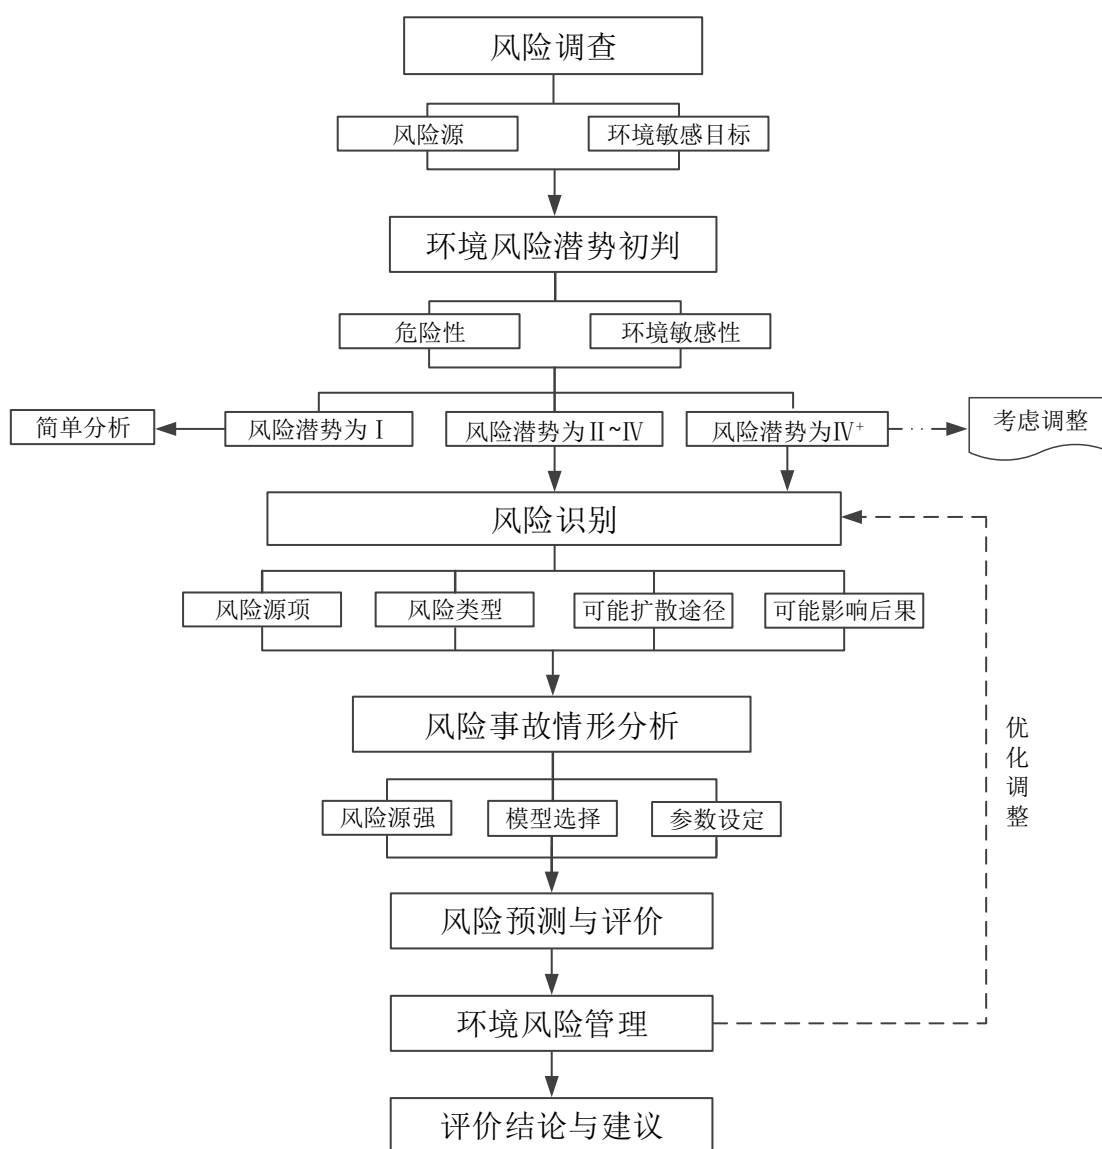 风险调查
风险源
环境敏感目标
环境风险潜势初判
危险性
环境敏感性
简单分析
风险潜势为Ⅰ
风险潜势为Ⅱ~Ⅳ
风险潜势为Ⅳ⁺
考虑调整
风险识别
风险源项
风险类型
可能扩散途径
可能影响后果
风险事故情形分析
优化调整
风险源强
模型选择
参数设定
风险预测与评价
环境风险管理
评价结论与建议